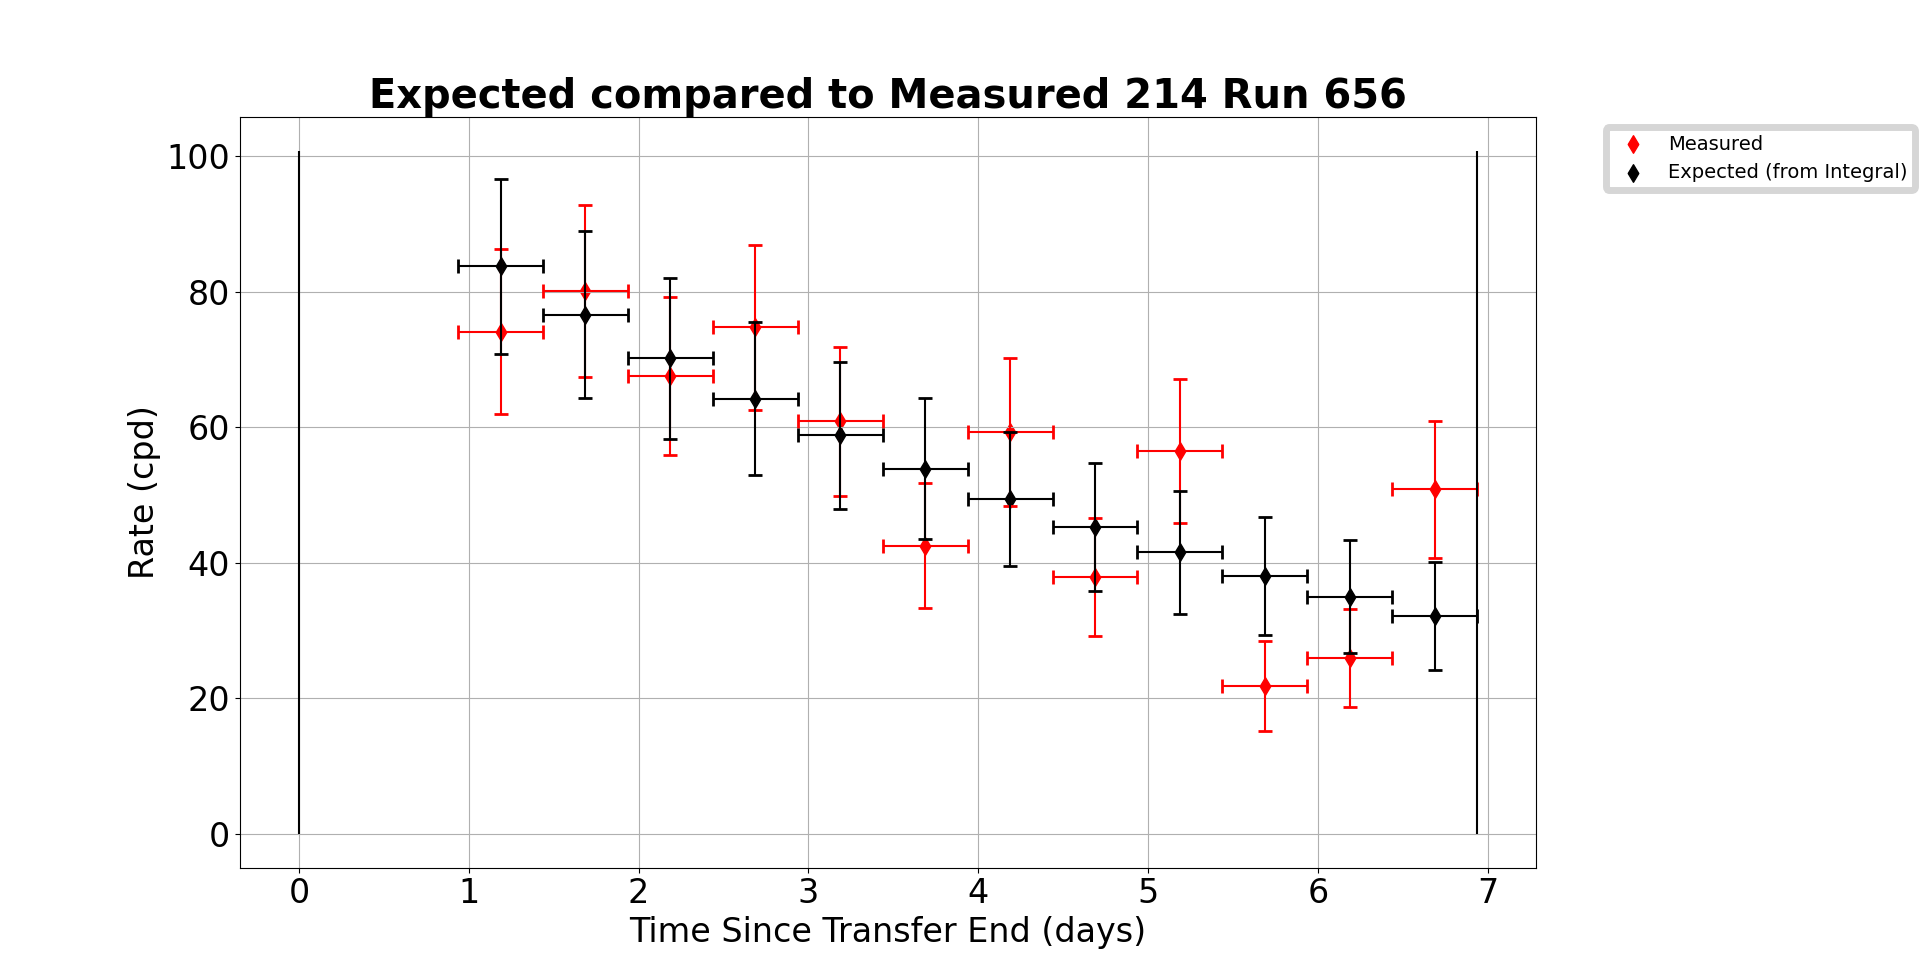 Expected compared to Measured 214 Run 656
Measured
Expected (from Integral)
Rate (cpd)
100
80
60
40
20
0
0 1 2 3 4 5 6 7
Time Since Transfer End (days)